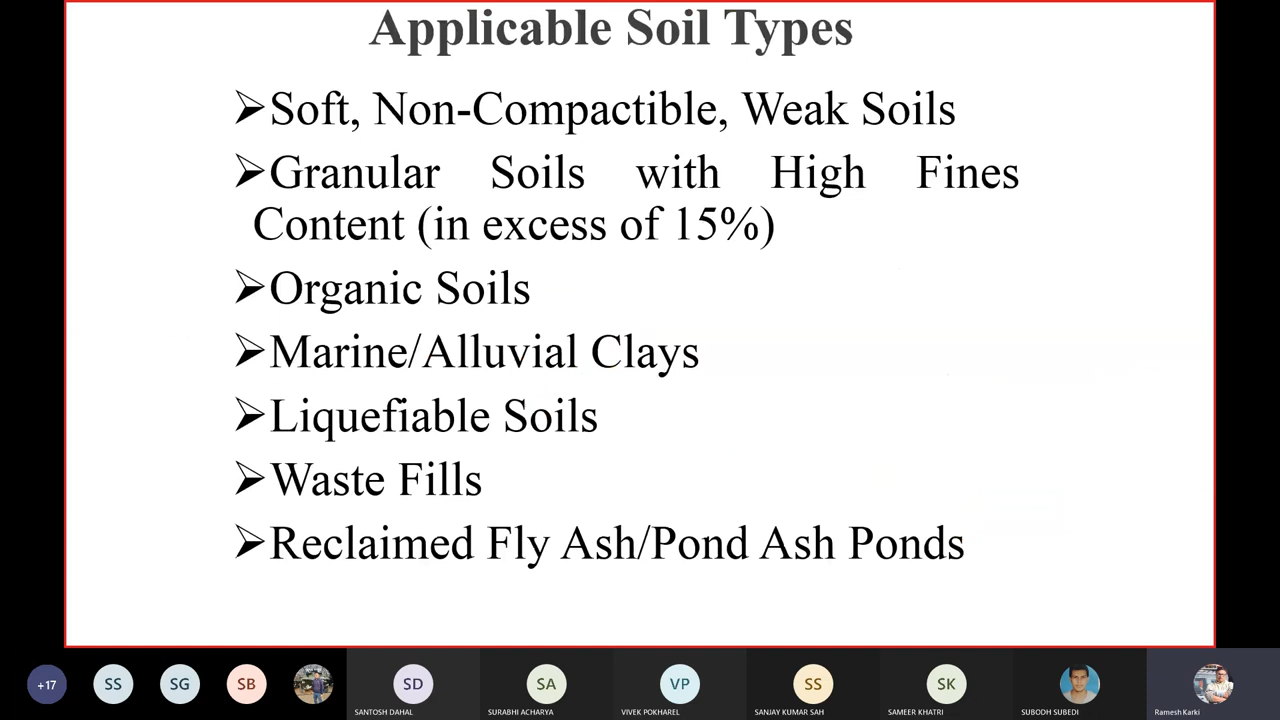 Applicable Soil Types
➢Soft, Non-Compactible, Weak Soils
➢Granular Soils with High Fines
Content (in excess of 15%)
➢Organic Soils
➢Marine/Alluvial Clays
➢Liquefiable Soils
➢Waste Fills
➢Reclaimed Fly Ash/Pond Ash Ponds
+17 SS SG SB SD SA VP SS SK
SANTOSH DAHAL SURABHI ACHARYA VIVEK POKHAREL SANJAY KUMAR SAH SAMEER KHATRI SUBODH SUBEDI Ramesh Karki